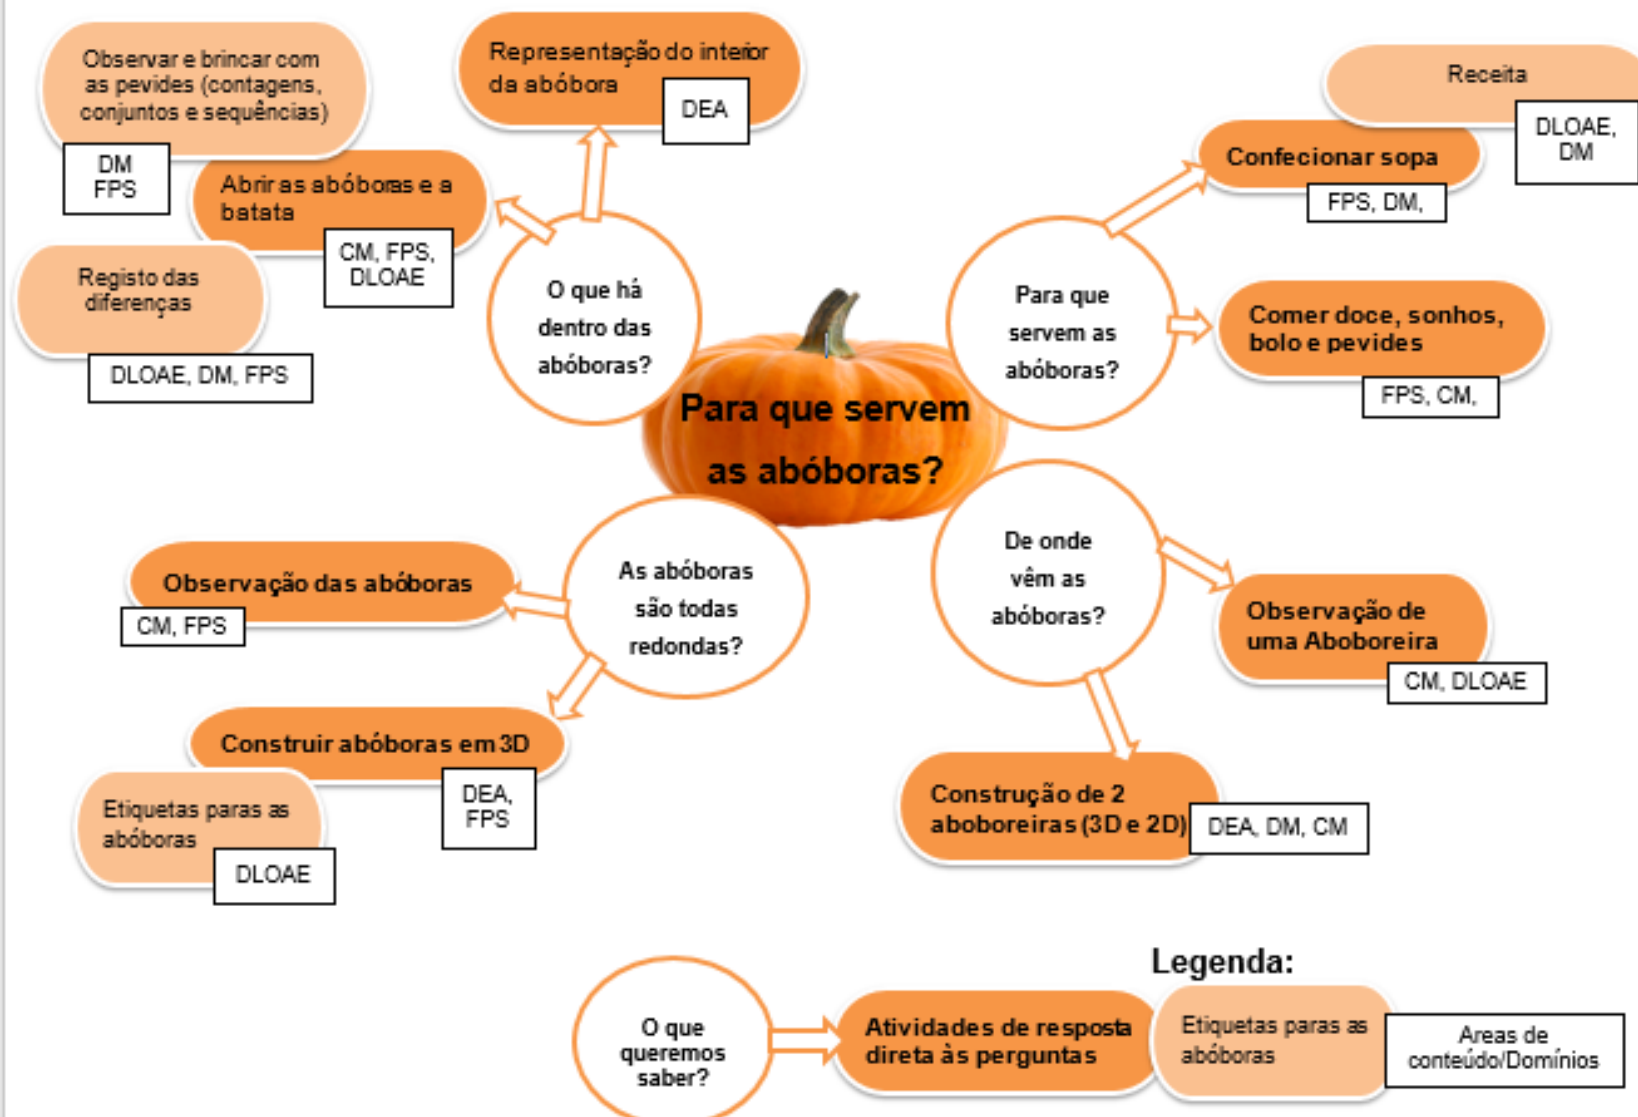 Observar e brincar com
as pevides (contagens,
conjuntos e sequências)
DM
FPS
Representação do interior
da abóbora
DEA
Abrir as abóboras e a
batata
CM, FPS,
DLOAE
Registo das
diferenças
DLOAE, DM, FPS
O que há
dentro das
abóboras?
Receita
DLOAE,
DM
Confecionar sopa
FPS, DM,
Para que
servem as
abóboras?
Comer doce, sonhos,
bolo e pevides
FPS, CM,
Para que servem
as abóboras?
As abóboras
são todas
redondas?
Observação das abóboras
CM, FPS
Construir abóboras em 3D
DEA,
FPS
Etiquetas paras as
abóboras
DLOAE
De onde
vêm as
abóboras?
Observação de
uma Aboboreira
CM, DLOAE
Construção de 2
aboboreiras (3D e 2D)
DEA, DM, CM
Legenda:
O que
queremos
saber?
Atividades de resposta
direta às perguntas
Etiquetas paras as
abóboras
Areas de
conteúdo/Domínios